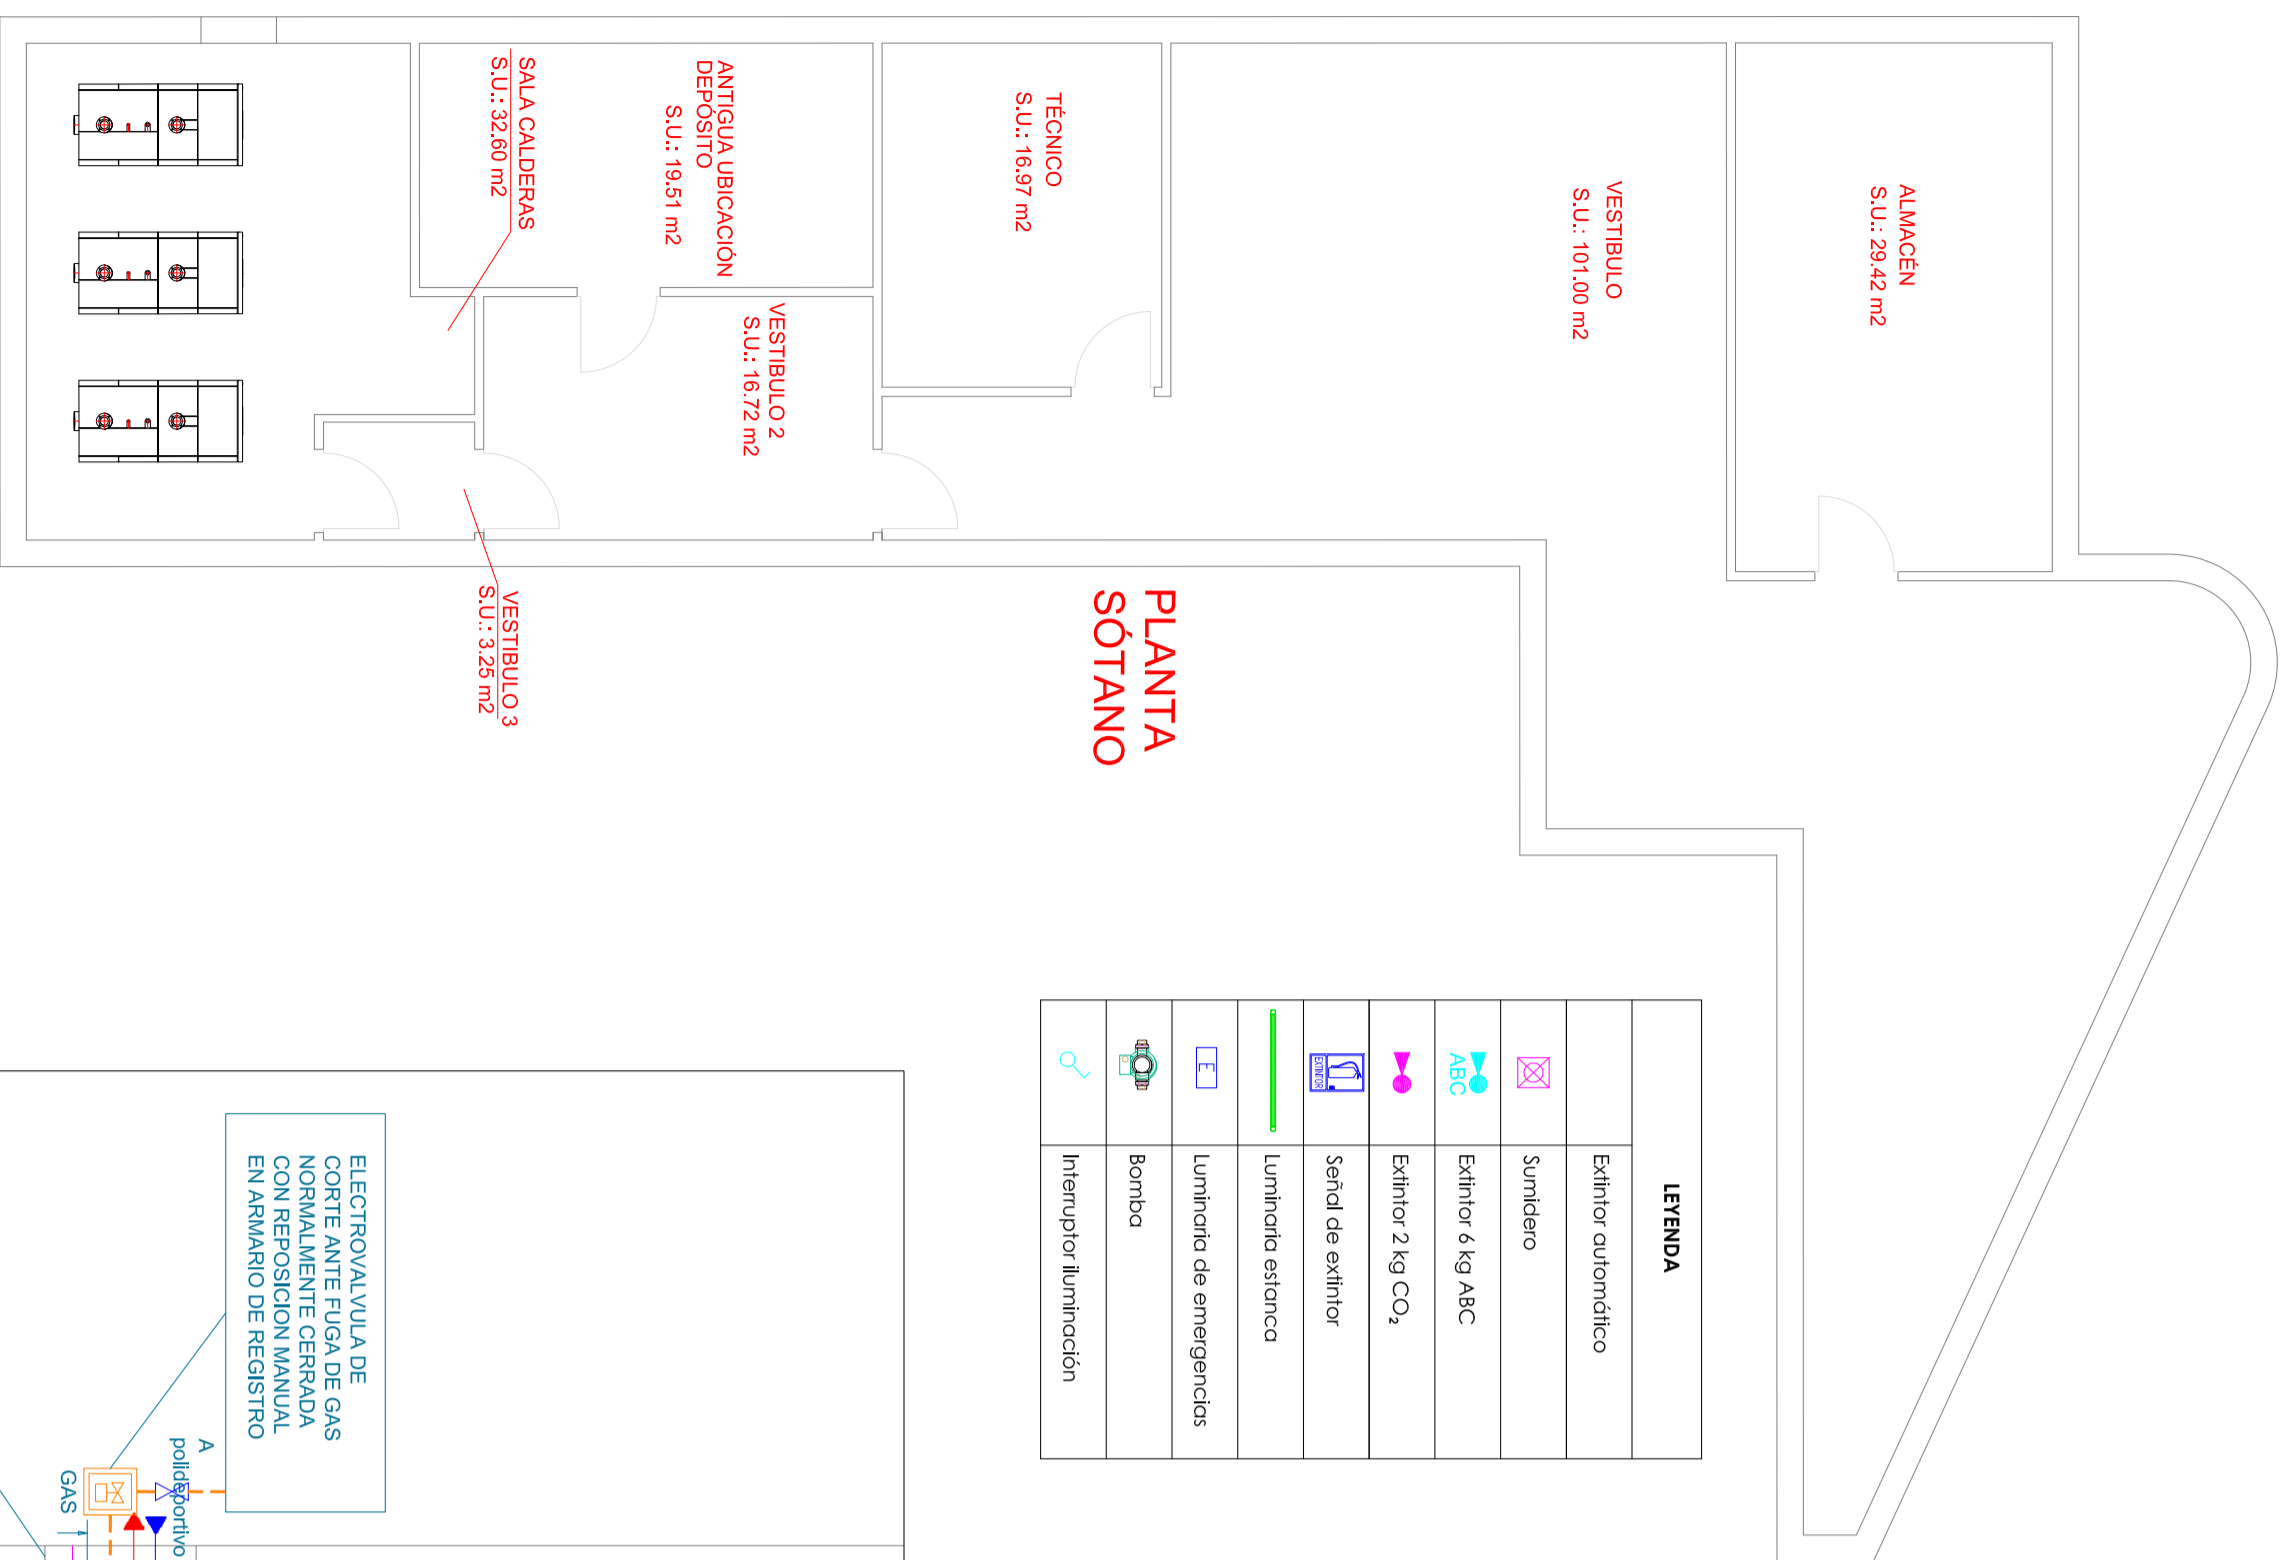 ALMACÉN
S.U.: 29.42 m2
VESTIBULO
S.U.: 101.00 m2
TÉCNICO
S.U.: 16.97 m2
ANTIGUA UBICACIÓN
DEPÓSITO
S.U.: 19.51 m2
VESTIBULO 2
S.U.: 16.72 m2
SALA CALDERAS
S.U.: 32.60 m2
VESTIBULO 3
S.U.: 3.25 m2
PLANTA
SÓTANO
LEYENDA
Extintor automático
Sumidero
ABC
Extintor 6 kg ABC
Extintor 2 kg CO₂
EXTINTOR
Señal de extintor
Luminaria estanca
E
Luminaria de emergencias
Bomba
Interruptor iluminación
ELECTROVALVULA DE
CORTE ANTE FUGA DE GAS
NORMALMENTE CERRADA
CON REPOSICION MANUAL
EN ARMARIO DE REGISTRO
A
polideportivo
GAS